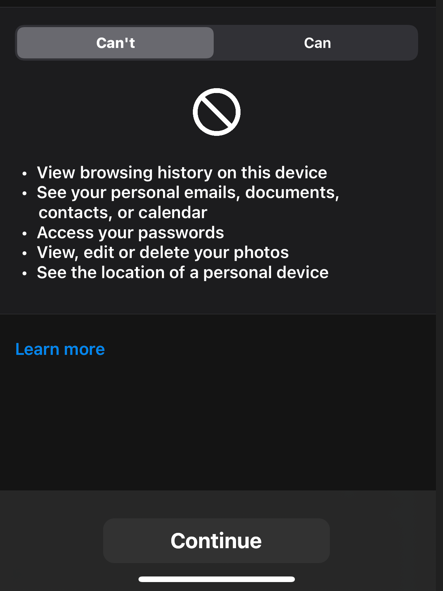 Can't
Can
• View browsing history on this device
• See your personal emails, documents,
contacts, or calendar
• Access your passwords
• View, edit or delete your photos
• See the location of a personal device
Learn more
Continue